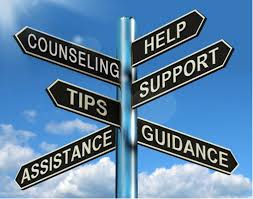 COUNSELING
HELP
SUPPORT
TIPS
ASSISTANCE
GUIDANCE